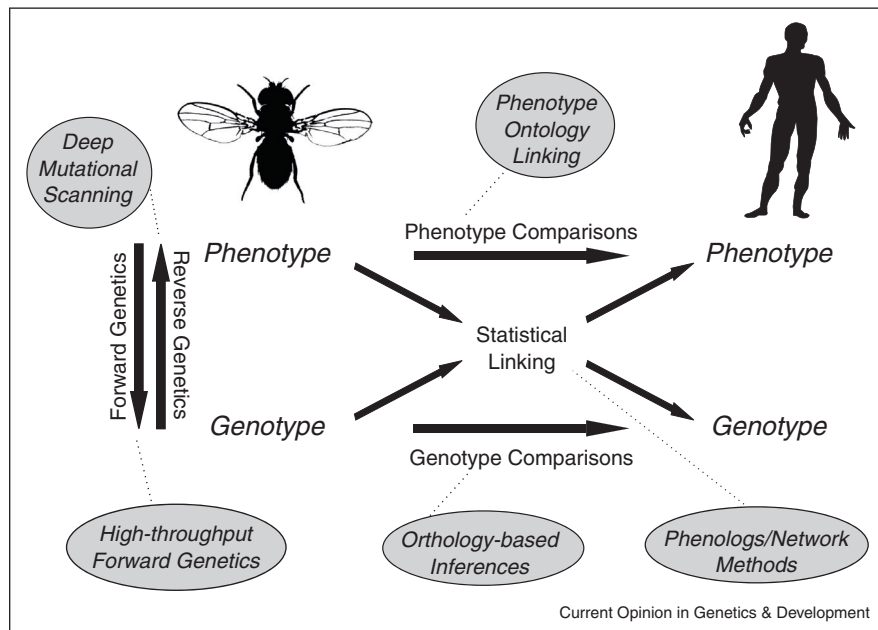 Deep
Mutational
Scanning
Phenotype
Ontology
Linking
Phenotype
Phenotype Comparisons
Phenotype
Forward Genetics
Reverse Genetics
Statistical
Linking
Genotype
Genotype Comparisons
Genotype
High-throughput
Forward Genetics
Orthology-based
Inferences
Phenologs/Network
Methods
Current Opinion in Genetics & Development